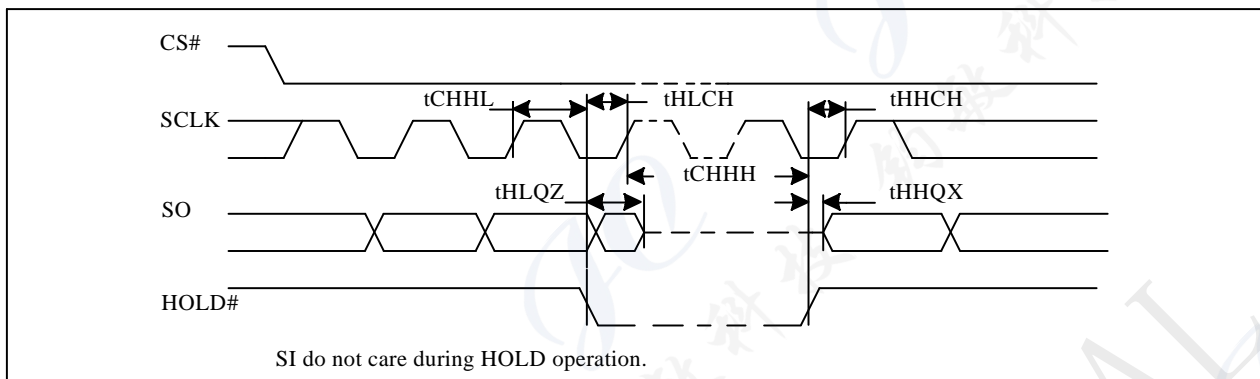 CS#
tCHHL
tHLCH
tHHCH
SCLK
tCHHH
tHLQZ
tHHQX
SO
HOLD#
SI do not care during HOLD operation.